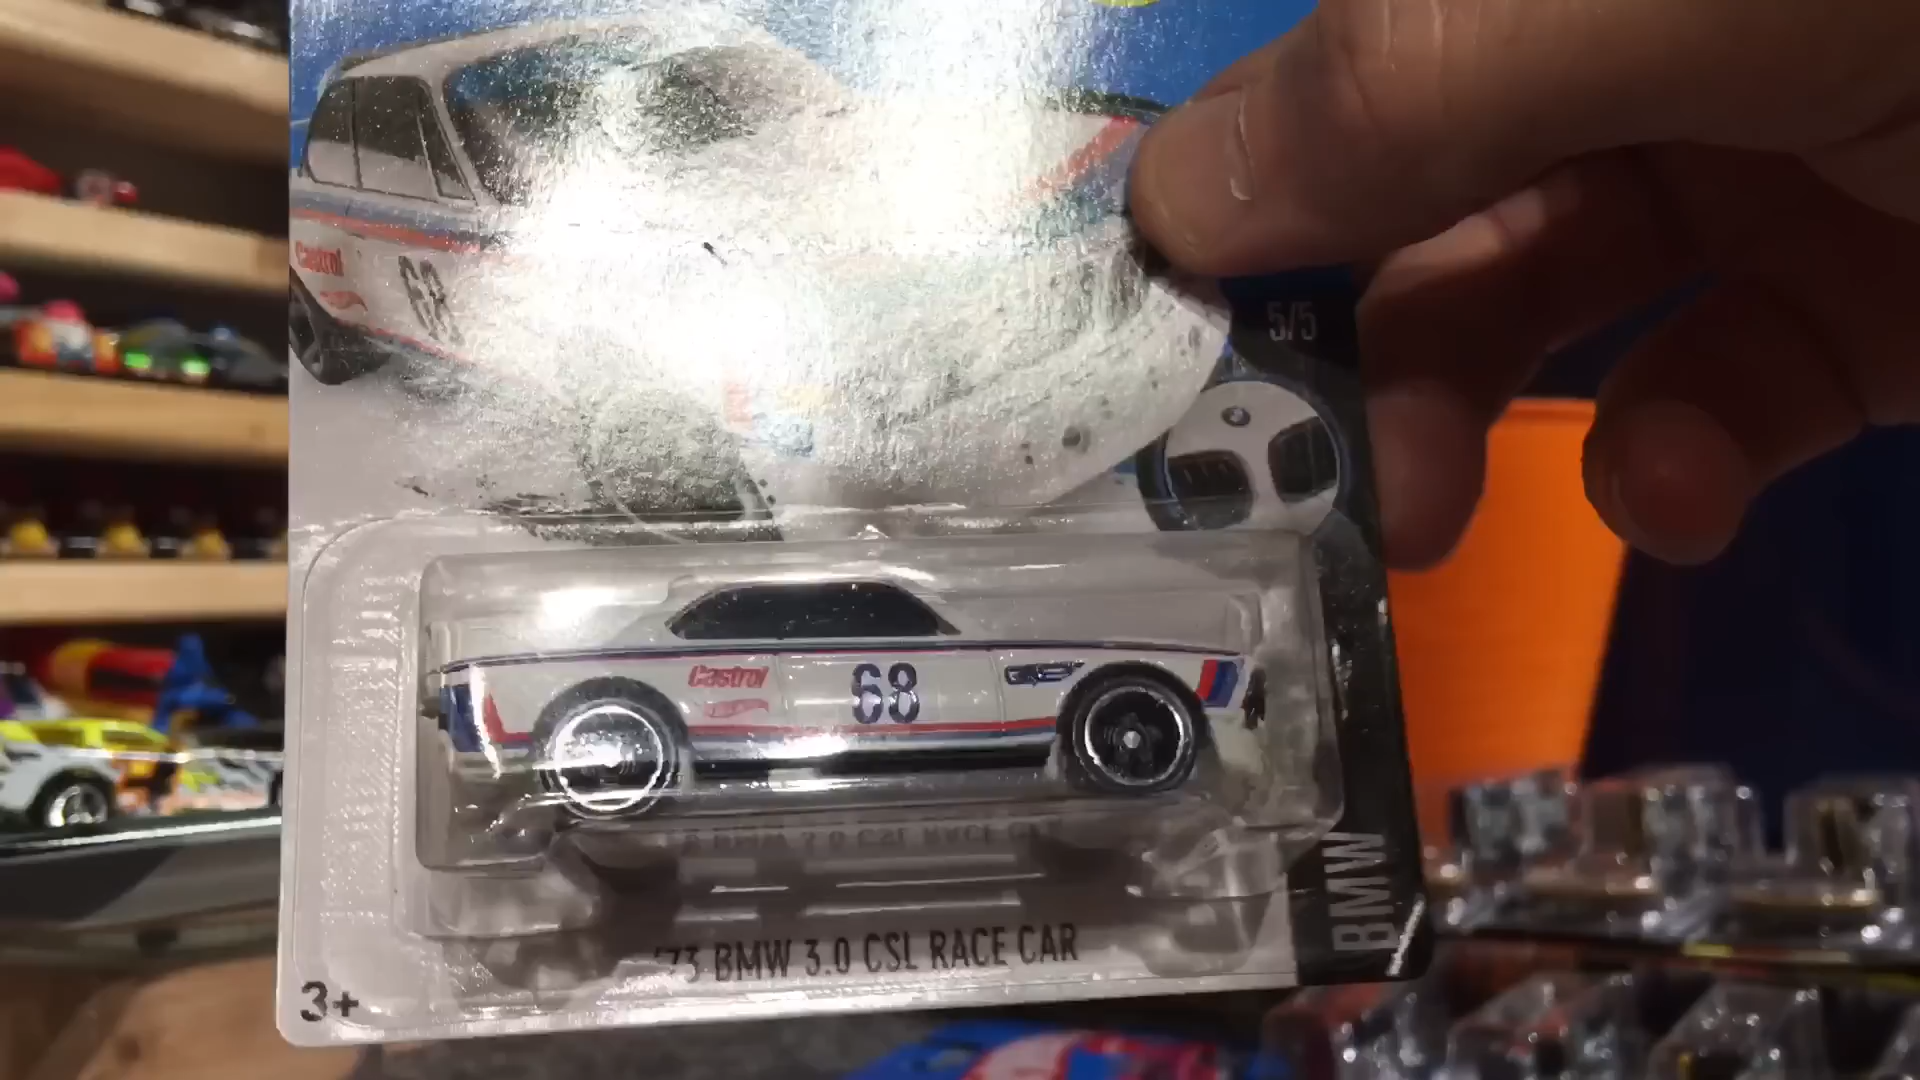 Castrol
68
5/5
Castrol
68
BMW
'73 BMW 3.0 CSL RACE CAR
3+